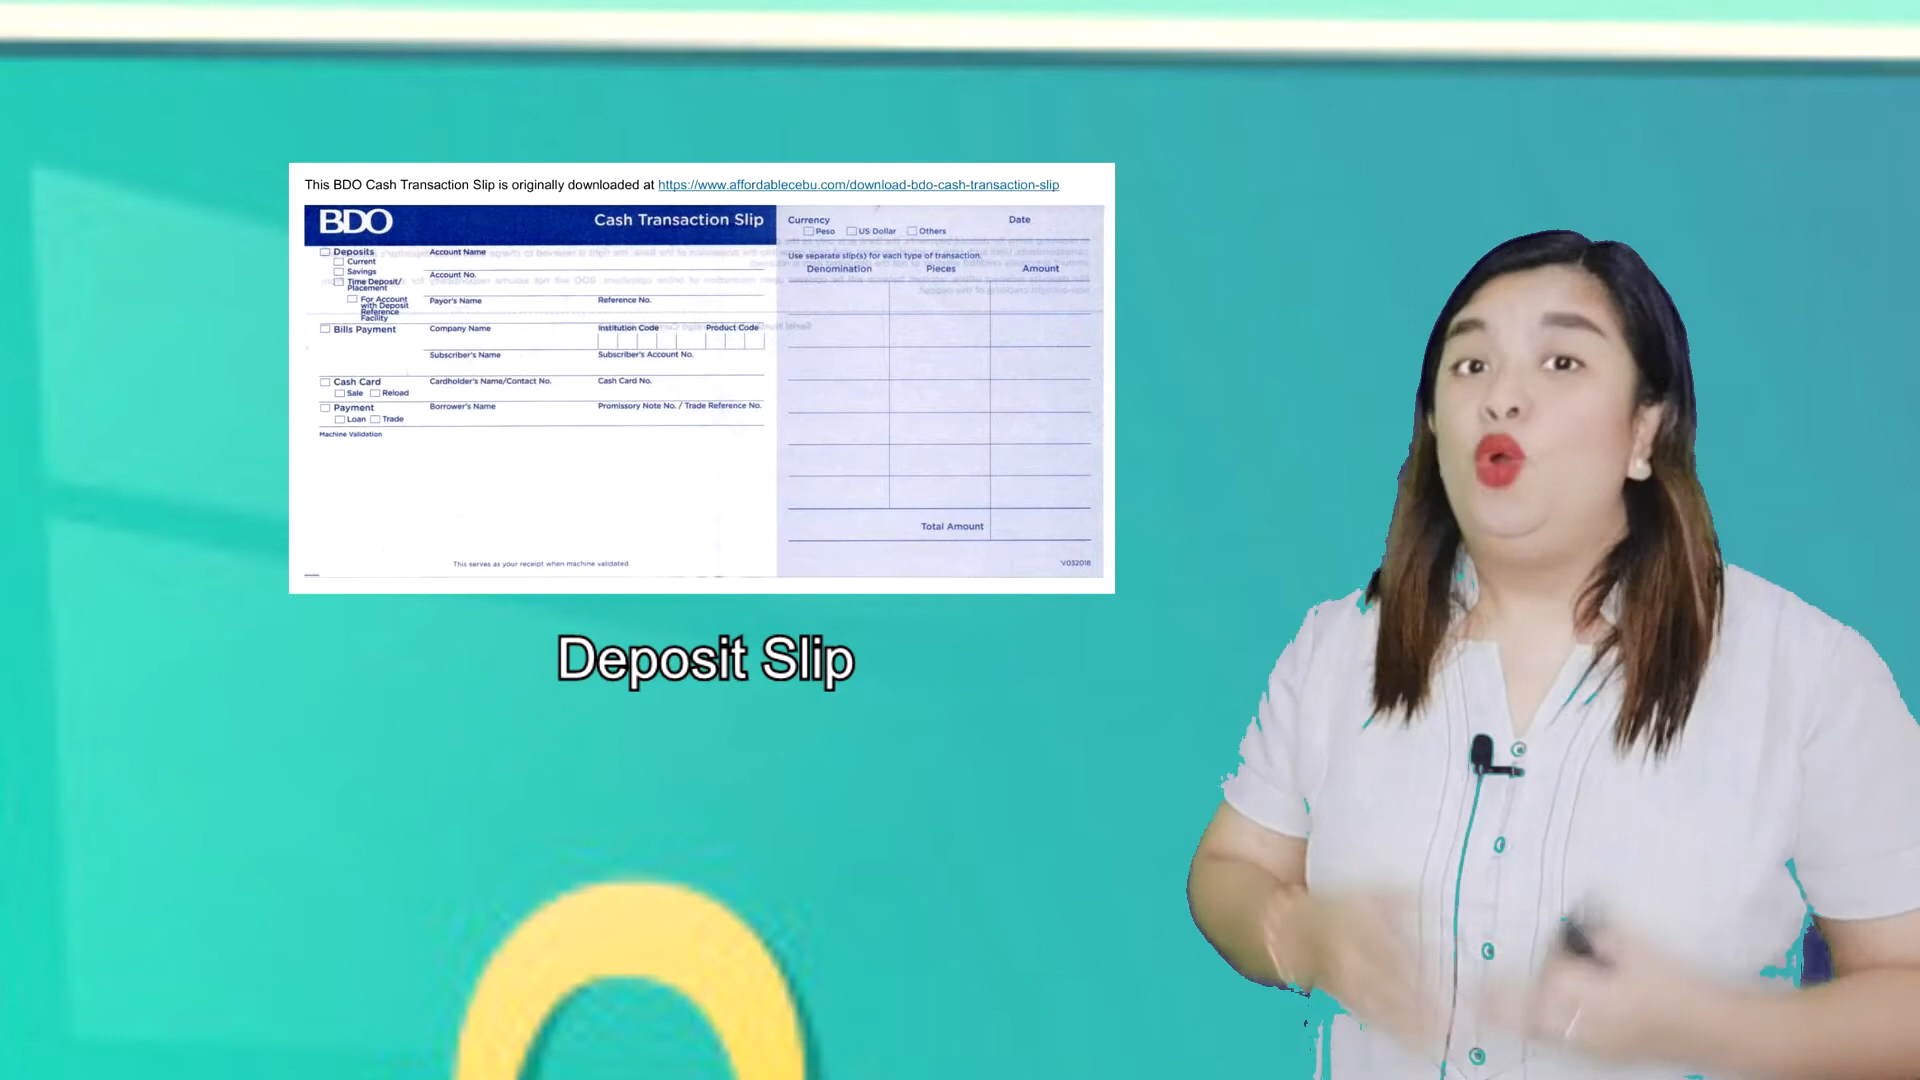 This BDO Cash Transaction Slip is originally downloaded at https://www.affordablecebu.com/download-bdo-cash-transaction-slip
BDO
Cash Transaction Slip
Deposits
Current
Savings
Time Deposit/
Placement
For Account
with Deposit
Reference
Facility
Account Name
Account No.
Payor's Name
Reference No.
Bills Payment
Company Name
Institution Code
Product Code
Subscriber's Name
Subscriber's Account No.
Cash Card
Sale
Reload
Cardholder's Name/Contact No.
Cash Card No.
Payment
Loan
Trade
Borrower's Name
Promissory Note No. / Trade Reference No.
Machine Validation
This serves as your receipt when machine validated.
Currency
Date
Peso
US Dollar
Others
Use separate slip(s) for each type of transaction.
Denomination
Pieces
Amount
Total Amount
V032018
Deposit Slip